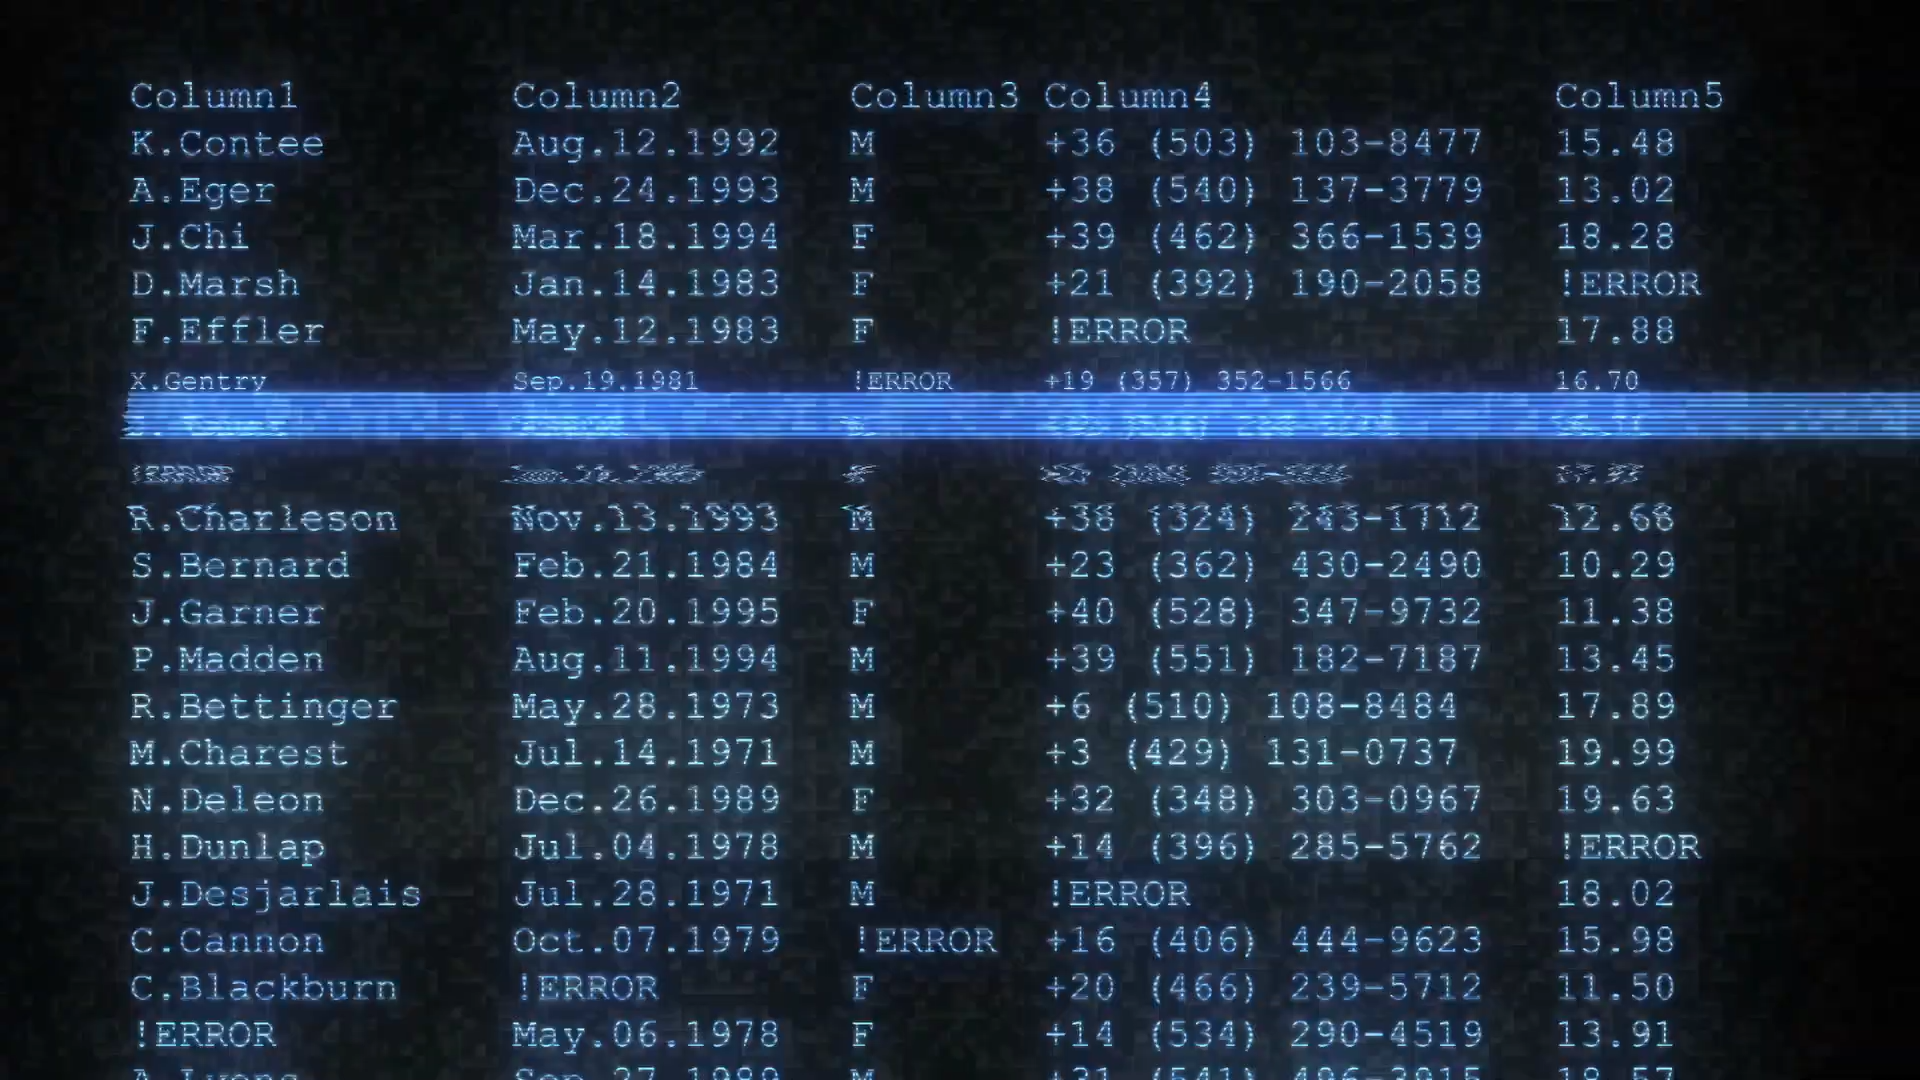 Column1 Column2 Column3 Column4 Column5
K.Contee Aug.12.1992 M +36 (503) 103-8477 15.48
A.Eger Dec.24.1993 M +38 (540) 137-3779 13.02
J.Chi Mar.18.1994 F +39 (462) 366-1539 18.28
D.Marsh Jan.14.1983 F +21 (392) 190-2058 !ERROR
F.Effler May.12.1983 F !ERROR 17.88
X.Gentry Sep.19.1981 !ERROR +19 (357) 352-1566 16.70
!ERROR
R.Charleson Nov.13.1993 M +38 (324) 243-1712 12.68
S.Bernard Feb.21.1984 M +23 (362) 430-2490 10.29
J.Garner Feb.20.1995 F +40 (528) 347-9732 11.38
P.Madden Aug.11.1994 M +39 (551) 182-7187 13.45
R.Bettinger May.28.1973 M +6 (510) 108-8484 17.89
M.Charest Jul.14.1971 M +3 (429) 131-0737 19.99
N.Deleon Dec.26.1989 F +32 (348) 303-0967 19.63
H.Dunlap Jul.04.1978 M +14 (396) 285-5762 !ERROR
J.Desjarlais Jul.28.1971 M !ERROR 18.02
C.Cannon Oct.07.1979 !ERROR +16 (406) 444-9623 15.98
C.Blackburn !ERROR F +20 (466) 239-5712 11.50
!ERROR May.06.1978 F +14 (534) 290-4519 13.91